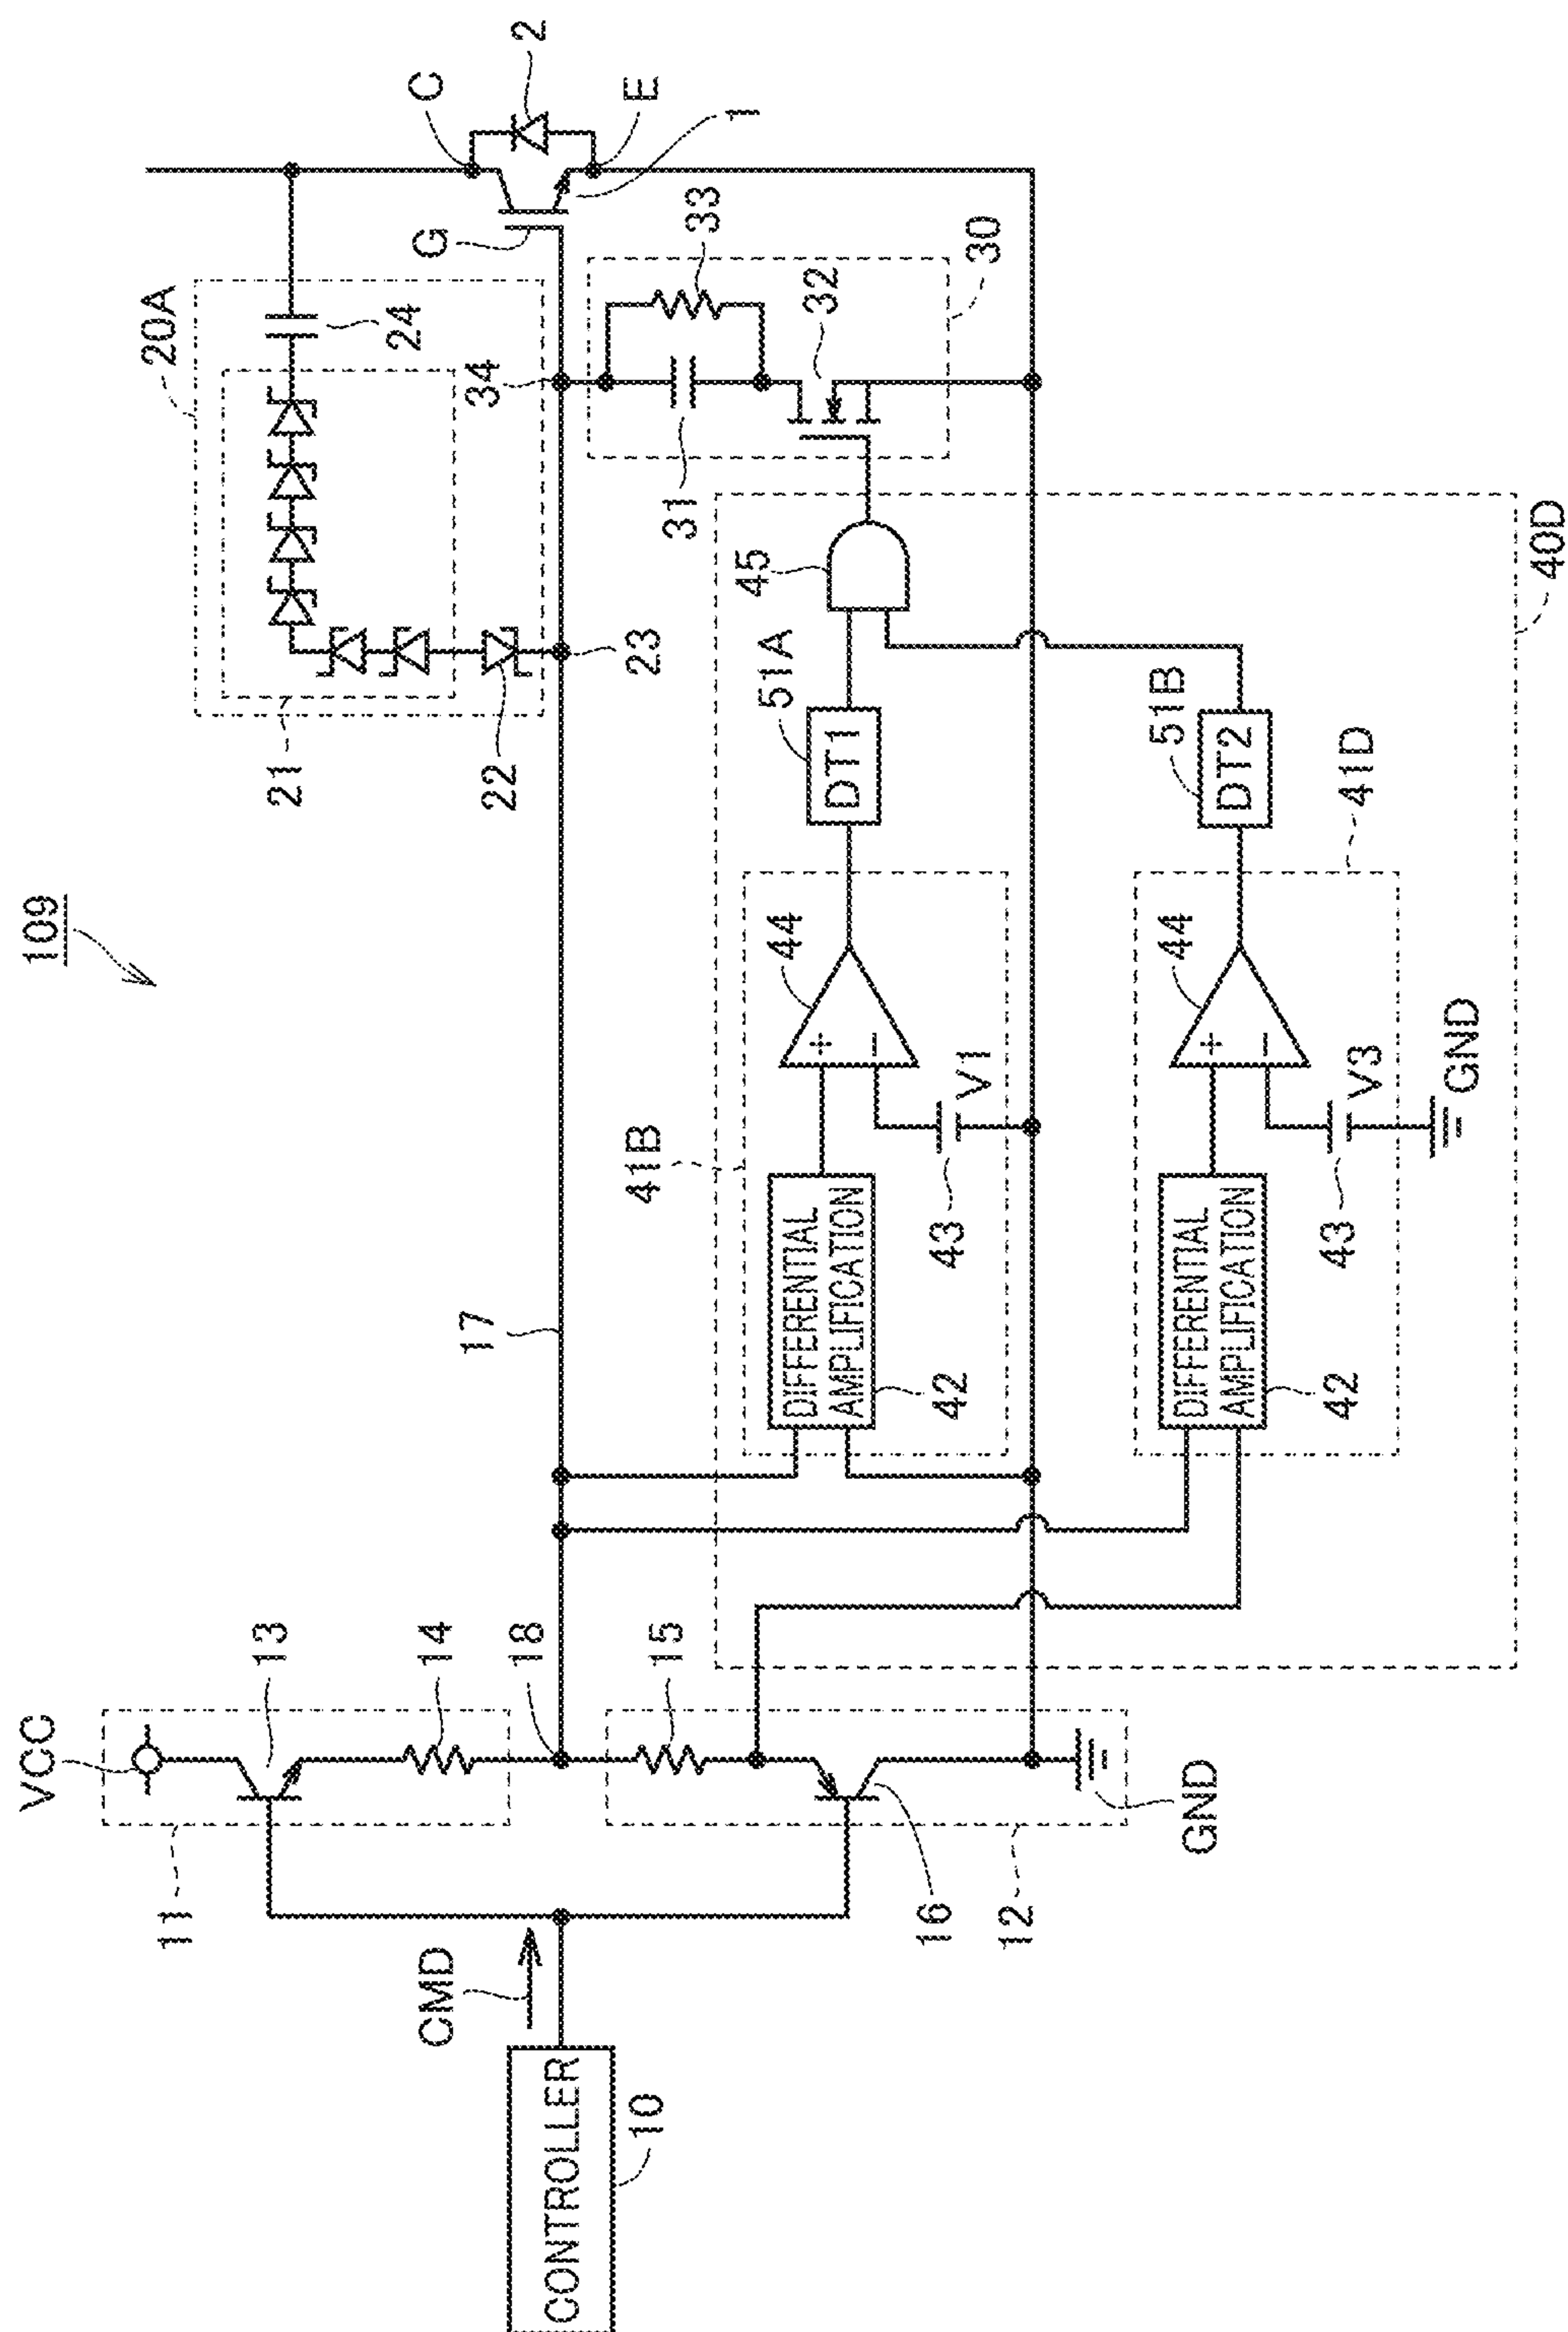 109
VCC
11
13
14
18
15
16
12
GND
CMD
CONTROLLER
10
17
20A
21
22
23
24
34
C
2
E
1
G
33
32
31
30
45
51A
DT1
51B
DT2
41B
DIFFERENTIAL
AMPLIFICATION
42
43
V1
44
+
−
41D
DIFFERENTIAL
AMPLIFICATION
42
43
V3
44
+
−
GND
40D